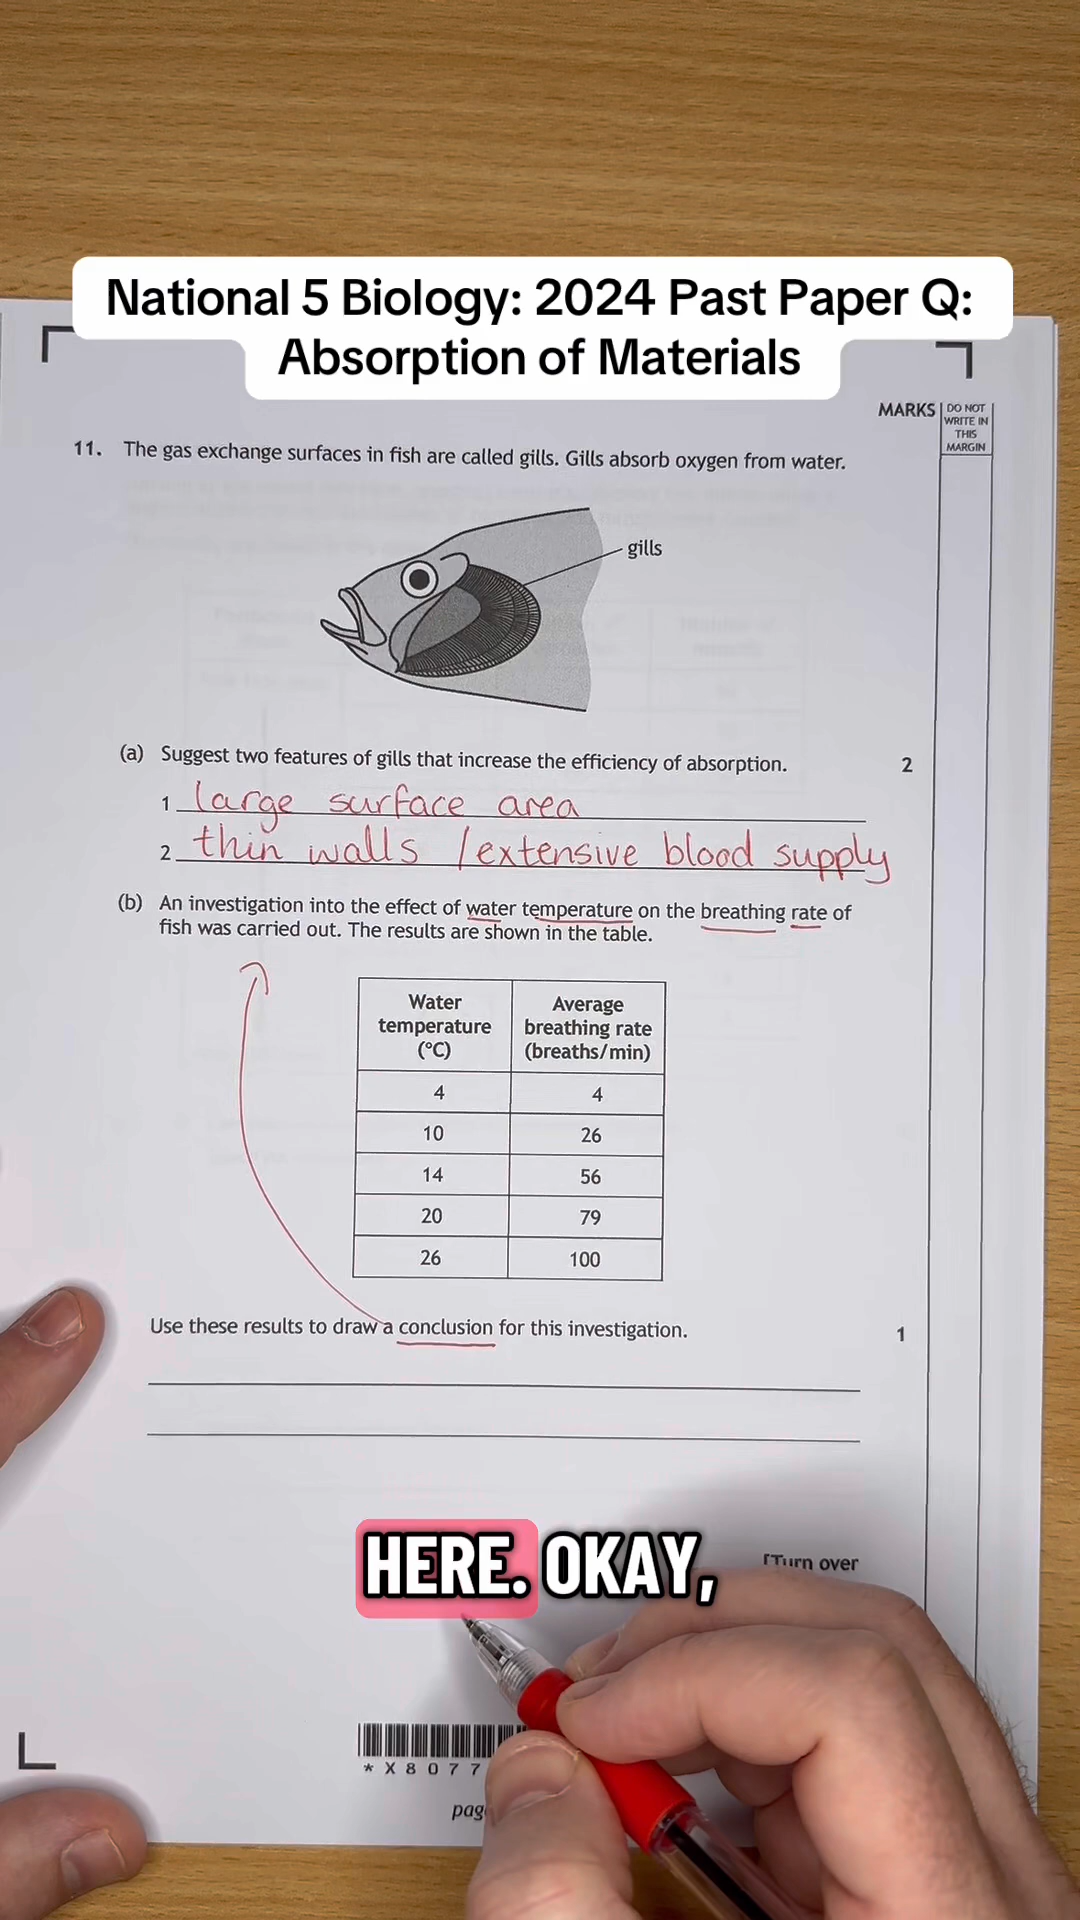 National 5 Biology: 2024 Past Paper Q:
Absorption of Materials
MARKS
DO NOT
WRITE IN
THIS
MARGIN
11. The gas exchange surfaces in fish are called gills. Gills absorb oxygen from water.
gills
(a) Suggest two features of gills that increase the efficiency of absorption. 2
1 large surface area
2 thin walls / extensive blood supply
(b) An investigation into the effect of water temperature on the breathing rate of
fish was carried out. The results are shown in the table.
Water temperature (°C) Average breathing rate (breaths/min)
4 4
10 26
14 56
20 79
26 100
Use these results to draw a conclusion for this investigation. 1
HERE. OKAY,
[Turn over
* X 8 0 7 7